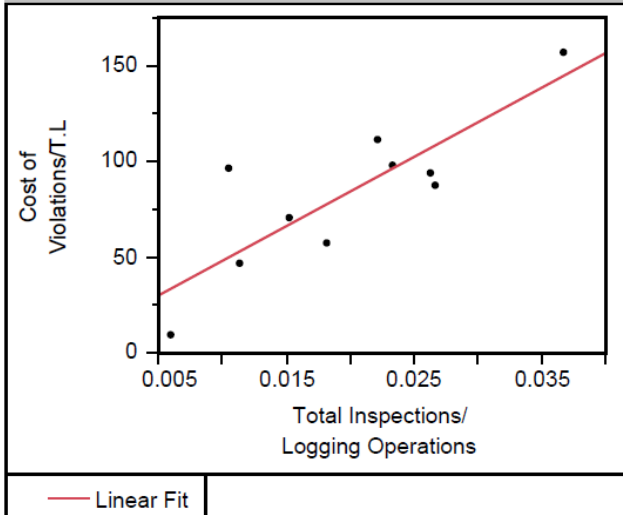 150
100
50
0
Cost of
Violations/T.L
0.005 0.015 0.025 0.035
Total Inspections/
Logging Operations
Linear Fit